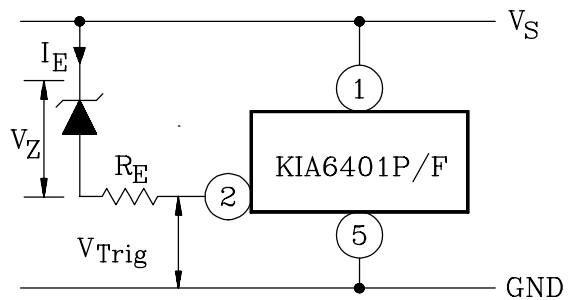 V_S
I_E
1
V_Z
KIA6401P/F
R_E
2
V_Trig
5
GND